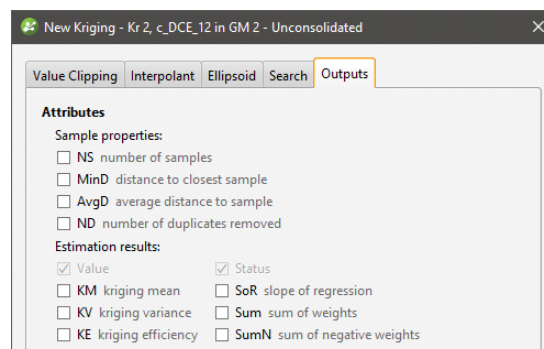 New Kriging - Kr 2, c_DCE_12 in GM 2 - Unconsolidated
Value Clipping Interpolant Ellipsoid Search Outputs
Attributes
Sample properties:
NS number of samples
MinD distance to closest sample
AvgD average distance to sample
ND number of duplicates removed
Estimation results:
Value Status
KM kriging mean SoR slope of regression
KV kriging variance Sum sum of weights
KE kriging efficiency SumN sum of negative weights